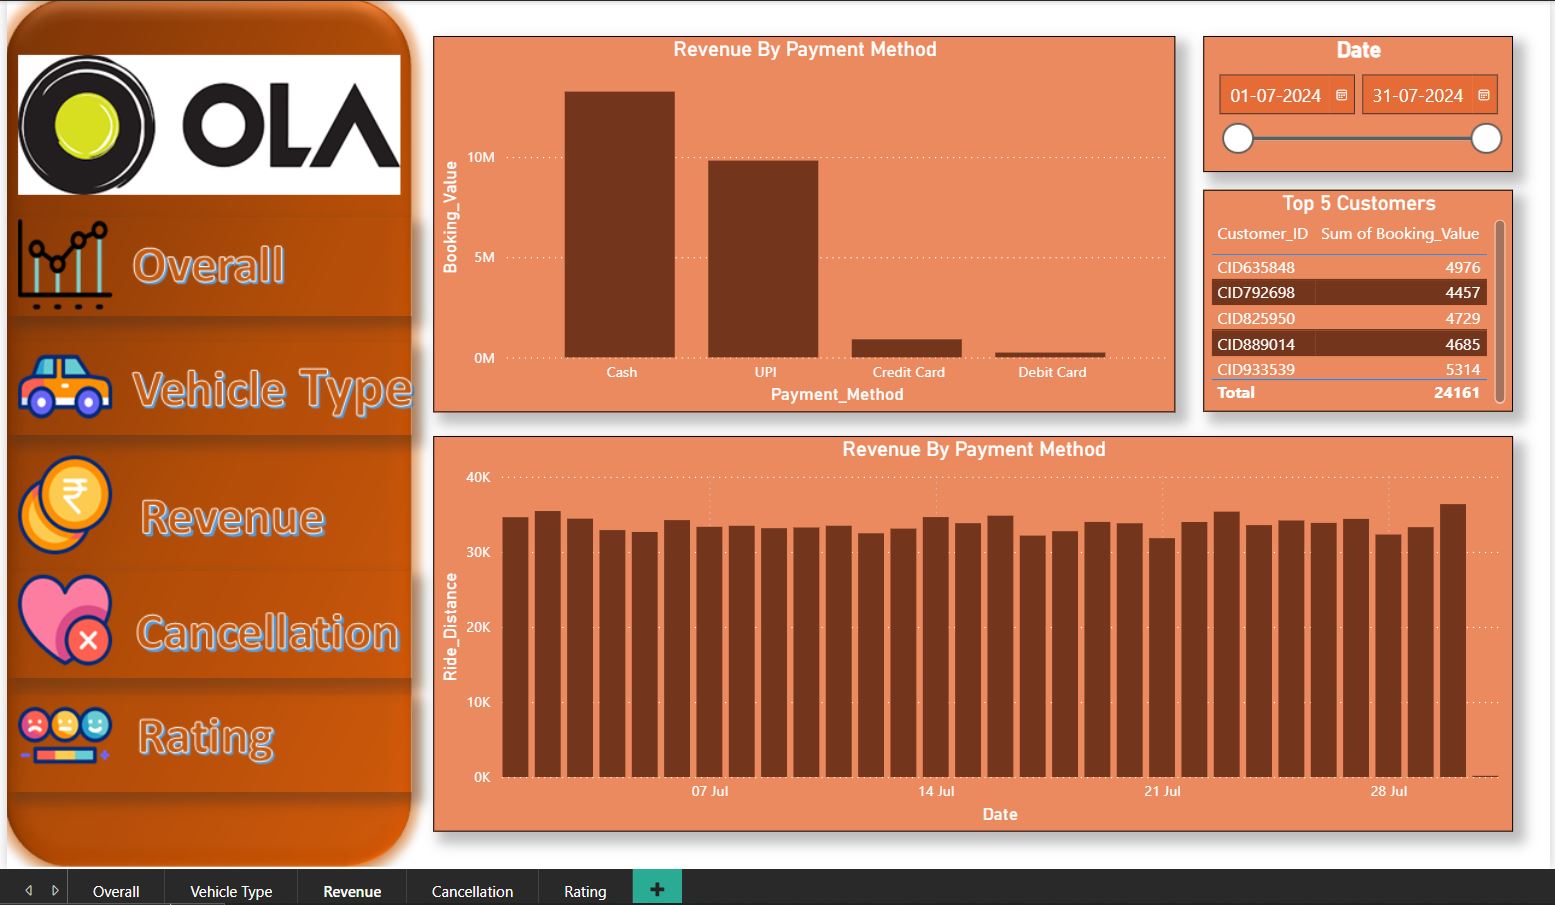 OLA
Overall
Vehicle Type
Revenue
Cancellation
Rating
Revenue By Payment Method
Booking_Value
10M
5M
0M
Cash UPI Credit Card Debit Card
Payment_Method
Date
01-07-2024 31-07-2024
Top 5 Customers
Customer_ID Sum of Booking_Value
CID635848 4976
CID792698 4457
CID825950 4729
CID889014 4685
CID933539 5314
Total 24161
Revenue By Payment Method
Ride_Distance
40K
30K
20K
10K
0K
07 Jul 14 Jul 21 Jul 28 Jul
Date
Overall Vehicle Type Revenue Cancellation Rating +